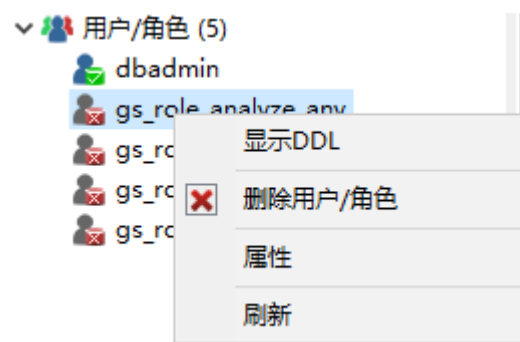 用户/角色 (5)
dbadmin
gs_role_analyze_any
显示DDL
gs_ro
删除用户/角色
gs_ro
属性
gs_ro
刷新